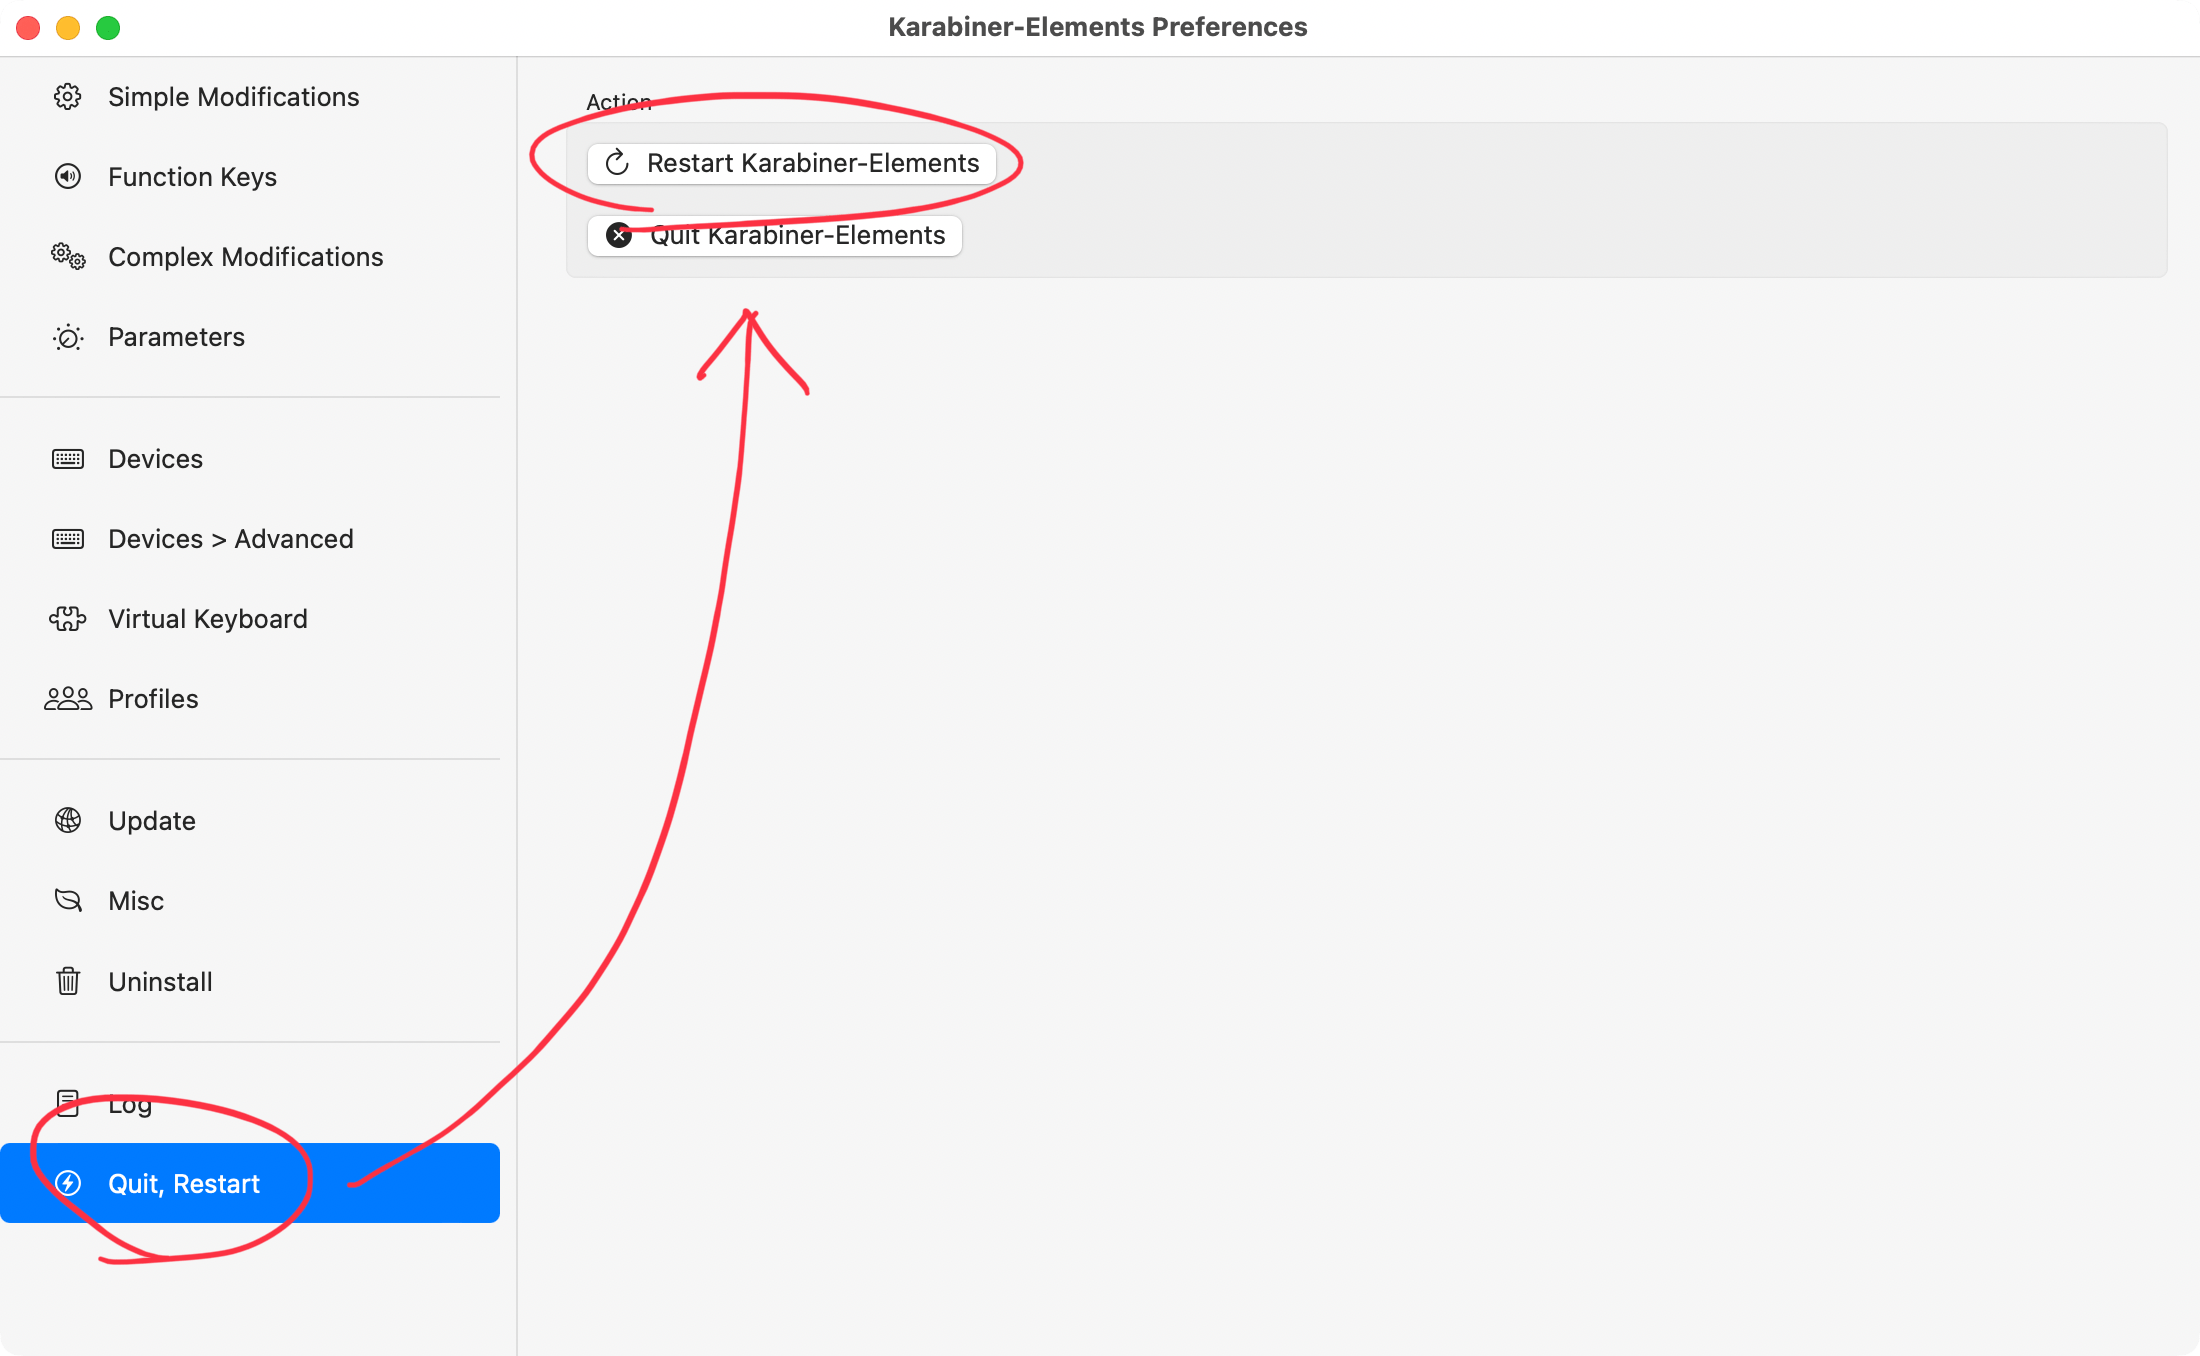 Karabiner-Elements Preferences
Simple Modifications
Function Keys
Complex Modifications
Parameters
Devices
Devices > Advanced
Virtual Keyboard
Profiles
Update
Misc
Uninstall
Log
Quit, Restart
Action
Restart Karabiner-Elements
Quit Karabiner-Elements